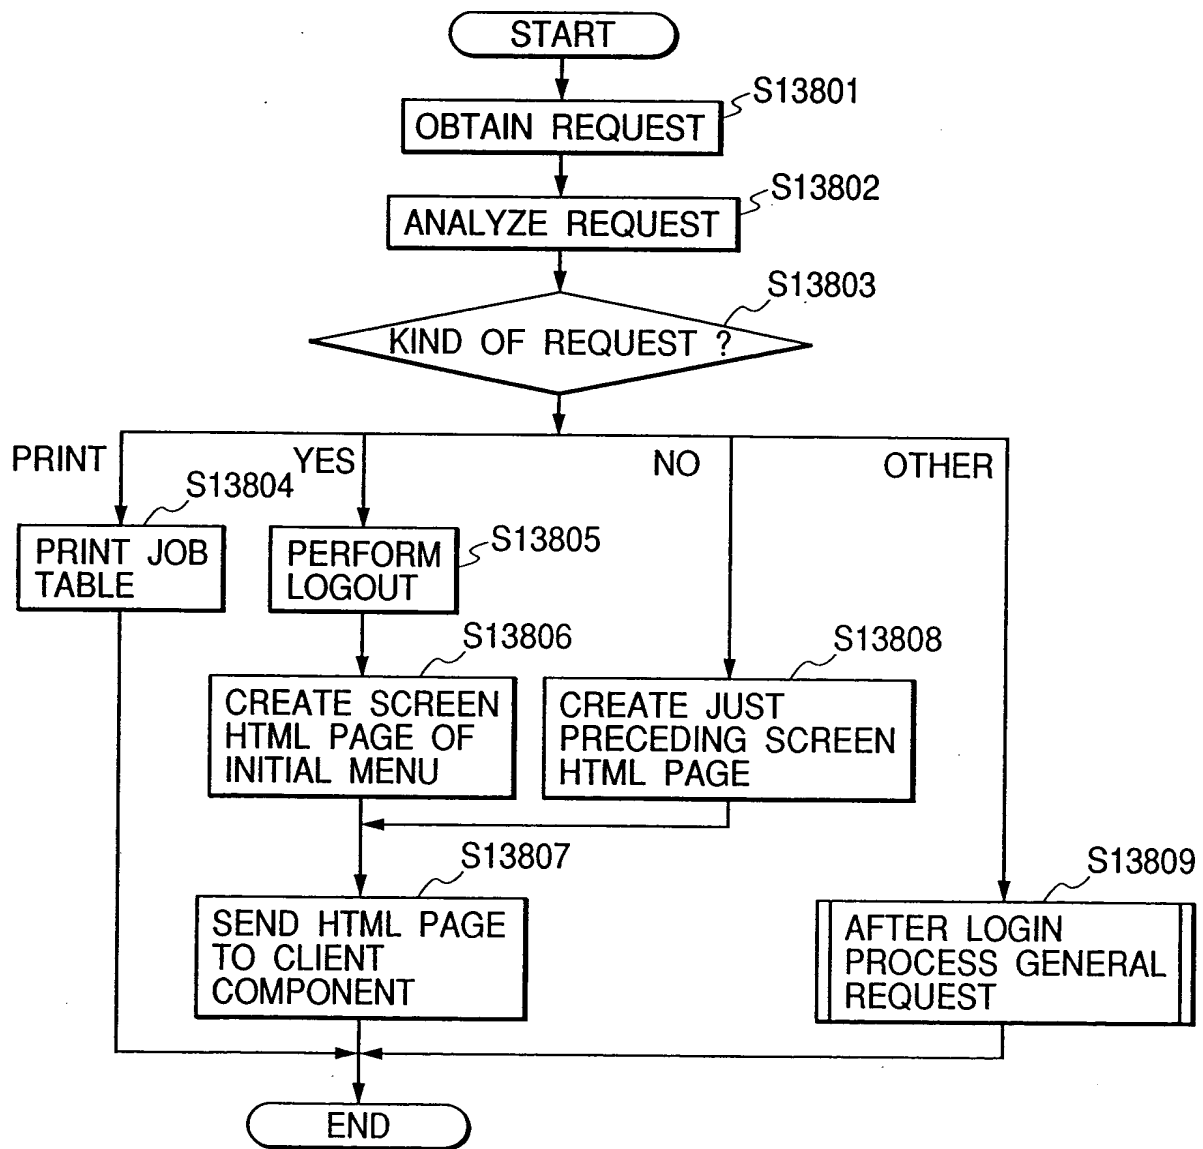 START
S13801
OBTAIN REQUEST
S13802
ANALYZE REQUEST
S13803
KIND OF REQUEST ?
PRINT
YES
NO
OTHER
S13804
PRINT JOB
TABLE
S13805
PERFORM
LOGOUT
S13806
CREATE SCREEN
HTML PAGE OF
INITIAL MENU
S13808
CREATE JUST
PRECEDING SCREEN
HTML PAGE
S13807
SEND HTML PAGE
TO CLIENT
COMPONENT
S13809
AFTER LOGIN
PROCESS GENERAL
REQUEST
END